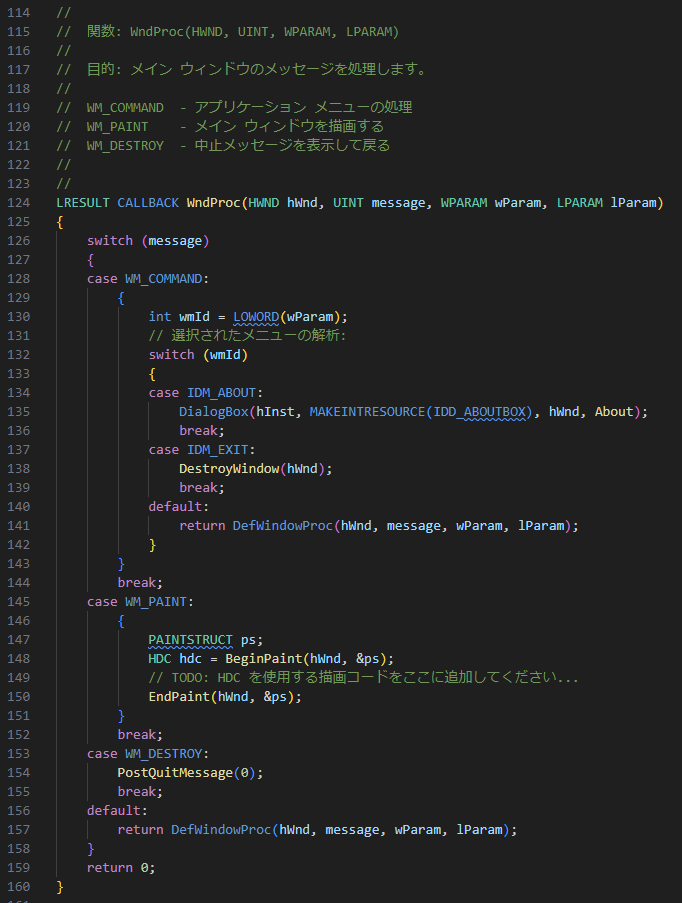 114 //
115 //  関数: WndProc(HWND, UINT, WPARAM, LPARAM)
116 //
117 //  目的: メイン ウィンドウのメッセージを処理します。
118 //
119 //  WM_COMMAND  - アプリケーション メニューの処理
120 //  WM_PAINT    - メイン ウィンドウを描画する
121 //  WM_DESTROY  - 中止メッセージを表示して戻る
122 //
123 //
124 LRESULT CALLBACK WndProc(HWND hWnd, UINT message, WPARAM wParam, LPARAM lParam)
125 {
126     switch (message)
127     {
128     case WM_COMMAND:
129         {
130             int wmId = LOWORD(wParam);
131             // 選択されたメニューの解析:
132             switch (wmId)
133             {
134             case IDM_ABOUT:
135                 DialogBox(hInst, MAKEINTRESOURCE(IDD_ABOUTBOX), hWnd, About);
136                 break;
137             case IDM_EXIT:
138                 DestroyWindow(hWnd);
139                 break;
140             default:
141                 return DefWindowProc(hWnd, message, wParam, lParam);
142             }
143         }
144         break;
145     case WM_PAINT:
146         {
147             PAINTSTRUCT ps;
148             HDC hdc = BeginPaint(hWnd, &ps);
149             // TODO: HDC を使用する描画コードをここに追加してください...
150             EndPaint(hWnd, &ps);
151         }
152         break;
153     case WM_DESTROY:
154         PostQuitMessage(0);
155         break;
156     default:
157         return DefWindowProc(hWnd, message, wParam, lParam);
158     }
159     return 0;
160 }